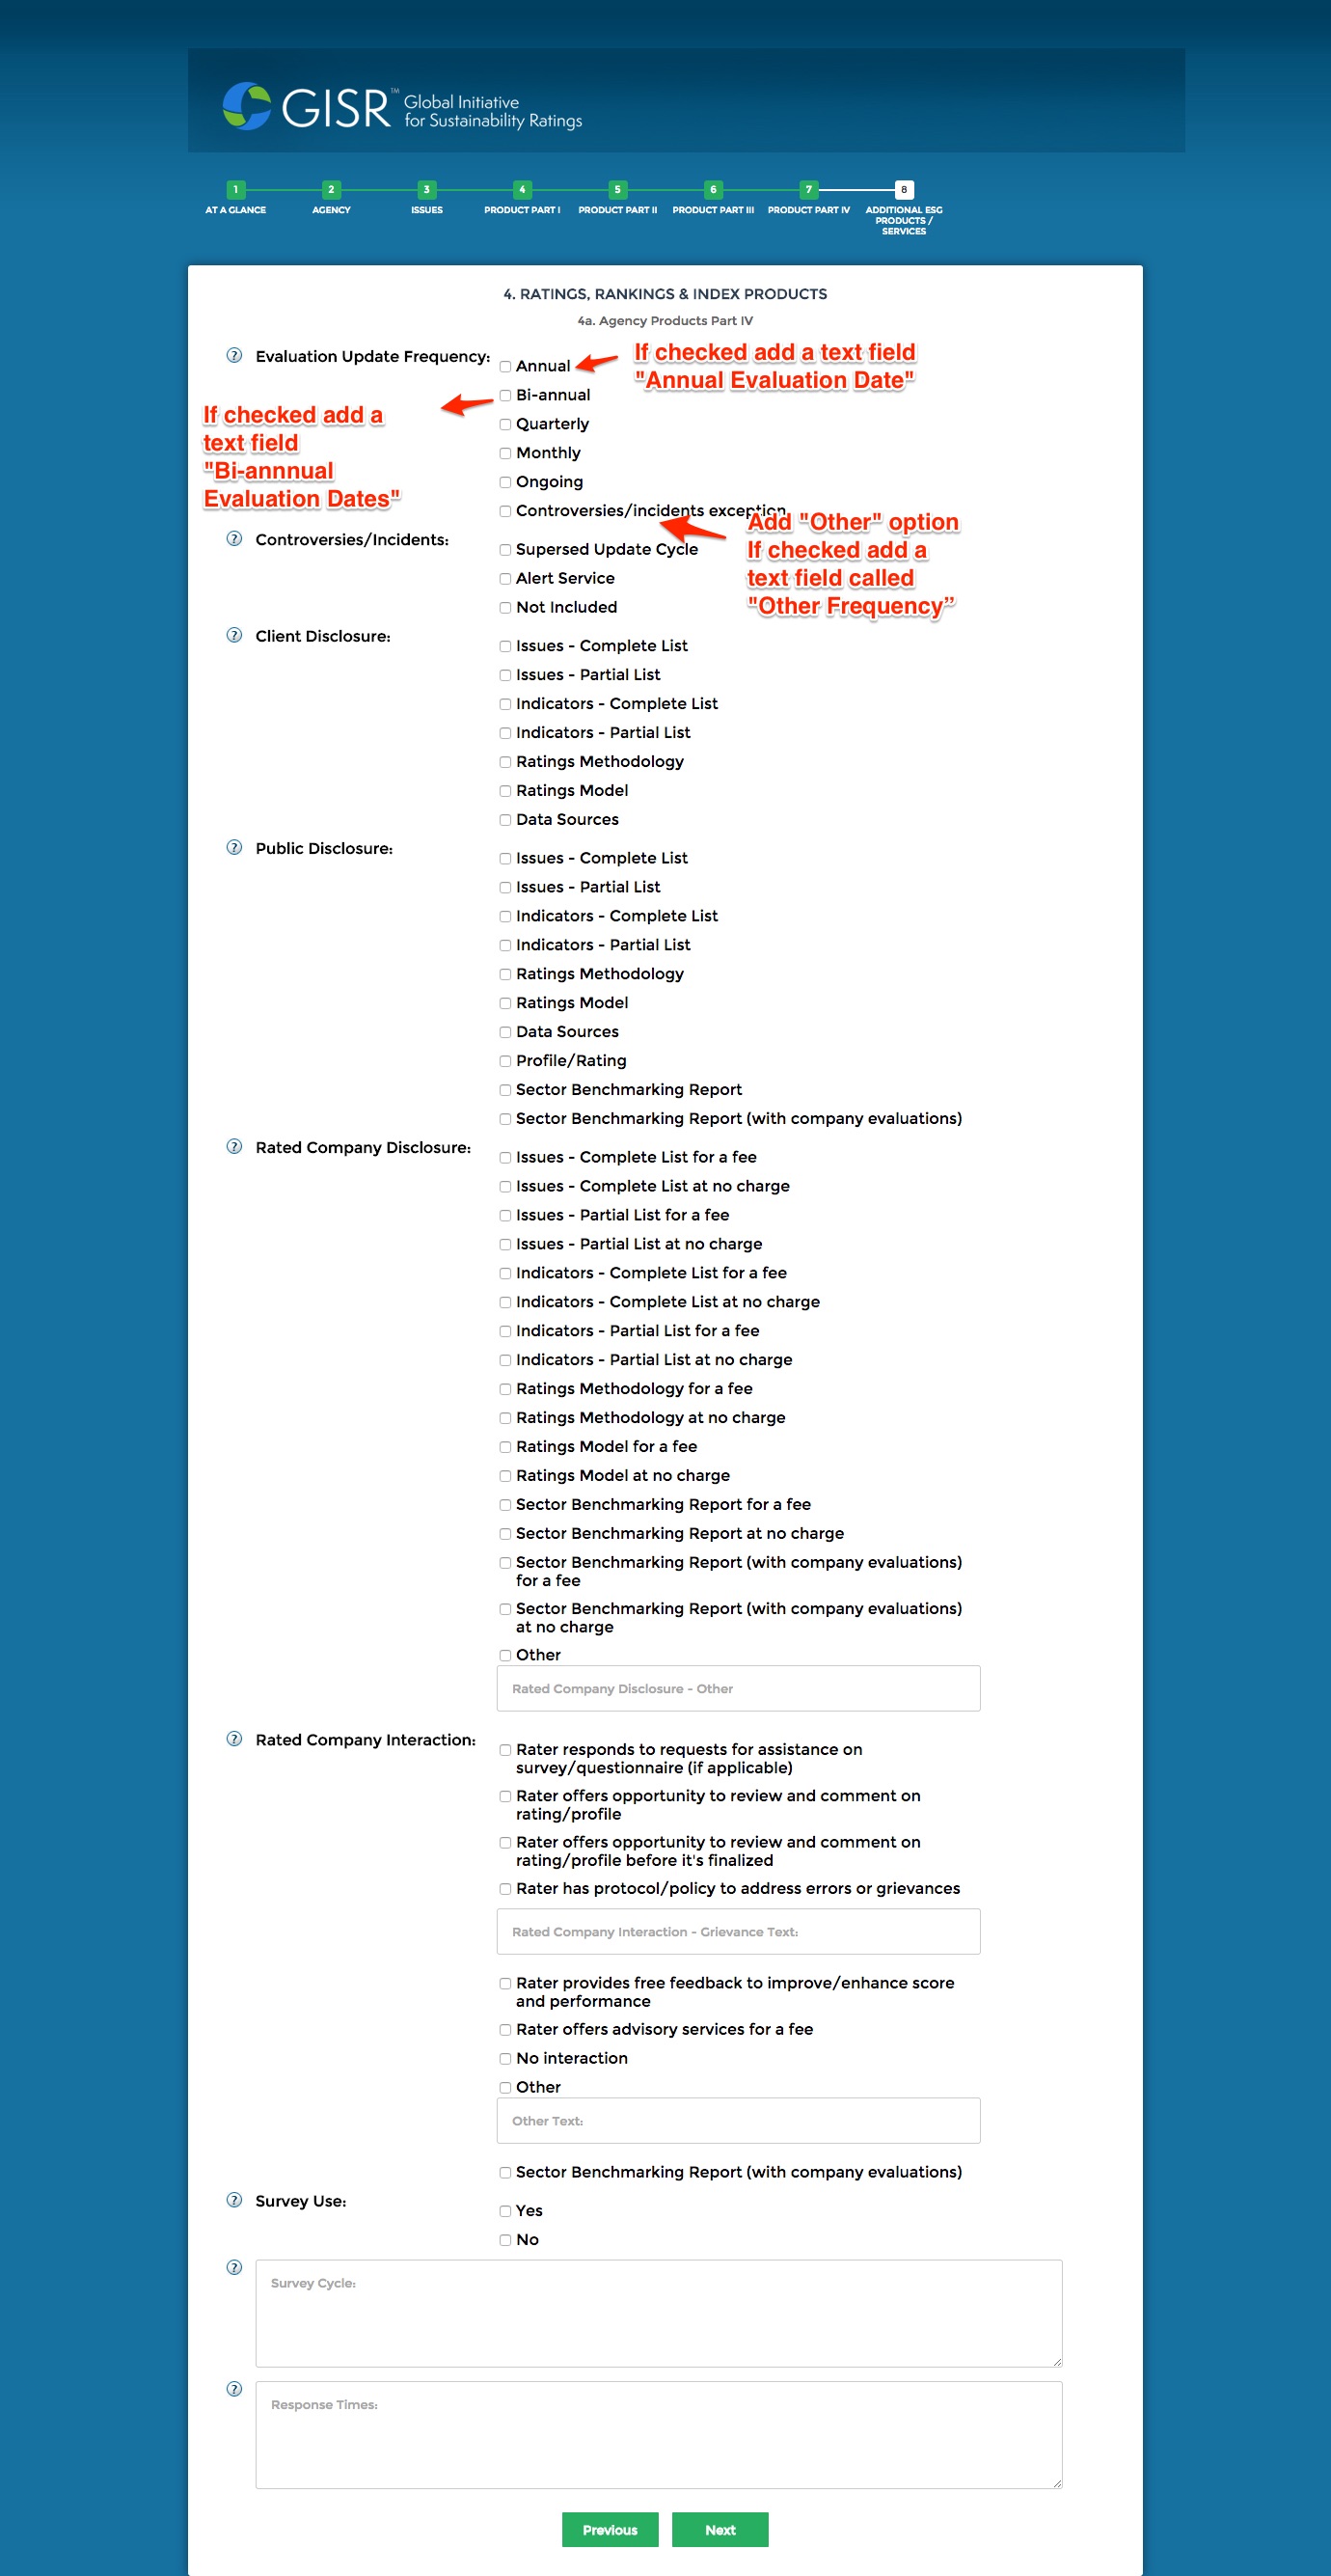 GISR™ Global Initiative
for Sustainability Ratings
1 2 3 4 5 6 7 8
AT A GLANCE AGENCY ISSUES PRODUCT PART I PRODUCT PART II PRODUCT PART III PRODUCT PART IV ADDITIONAL ESG
PRODUCTS /
SERVICES
4. RATINGS, RANKINGS & INDEX PRODUCTS
4a. Agency Products Part IV
? Evaluation Update Frequency:
Annual
If checked add a text field
"Annual Evaluation Date"
Bi-annual
If checked add a
text field
"Bi-annnual
Evaluation Dates"
Quarterly
Monthly
Ongoing
Controversies/incidents exception
Add "Other" option
If checked add a
text field called
"Other Frequency”
? Controversies/Incidents:
Supersed Update Cycle
Alert Service
Not Included
? Client Disclosure:
Issues - Complete List
Issues - Partial List
Indicators - Complete List
Indicators - Partial List
Ratings Methodology
Ratings Model
Data Sources
? Public Disclosure:
Issues - Complete List
Issues - Partial List
Indicators - Complete List
Indicators - Partial List
Ratings Methodology
Ratings Model
Data Sources
Profile/Rating
Sector Benchmarking Report
Sector Benchmarking Report (with company evaluations)
? Rated Company Disclosure:
Issues - Complete List for a fee
Issues - Complete List at no charge
Issues - Partial List for a fee
Issues - Partial List at no charge
Indicators - Complete List for a fee
Indicators - Complete List at no charge
Indicators - Partial List for a fee
Indicators - Partial List at no charge
Ratings Methodology for a fee
Ratings Methodology at no charge
Ratings Model for a fee
Ratings Model at no charge
Sector Benchmarking Report for a fee
Sector Benchmarking Report at no charge
Sector Benchmarking Report (with company evaluations)
for a fee
Sector Benchmarking Report (with company evaluations)
at no charge
Other
Rated Company Disclosure - Other
? Rated Company Interaction:
Rater responds to requests for assistance on
survey/questionnaire (if applicable)
Rater offers opportunity to review and comment on
rating/profile
Rater offers opportunity to review and comment on
rating/profile before it's finalized
Rater has protocol/policy to address errors or grievances
Rated Company Interaction - Grievance Text:
Rater provides free feedback to improve/enhance score
and performance
Rater offers advisory services for a fee
No interaction
Other
Other Text:
Sector Benchmarking Report (with company evaluations)
? Survey Use:
Yes
No
? Survey Cycle:
? Response Times:
Previous Next